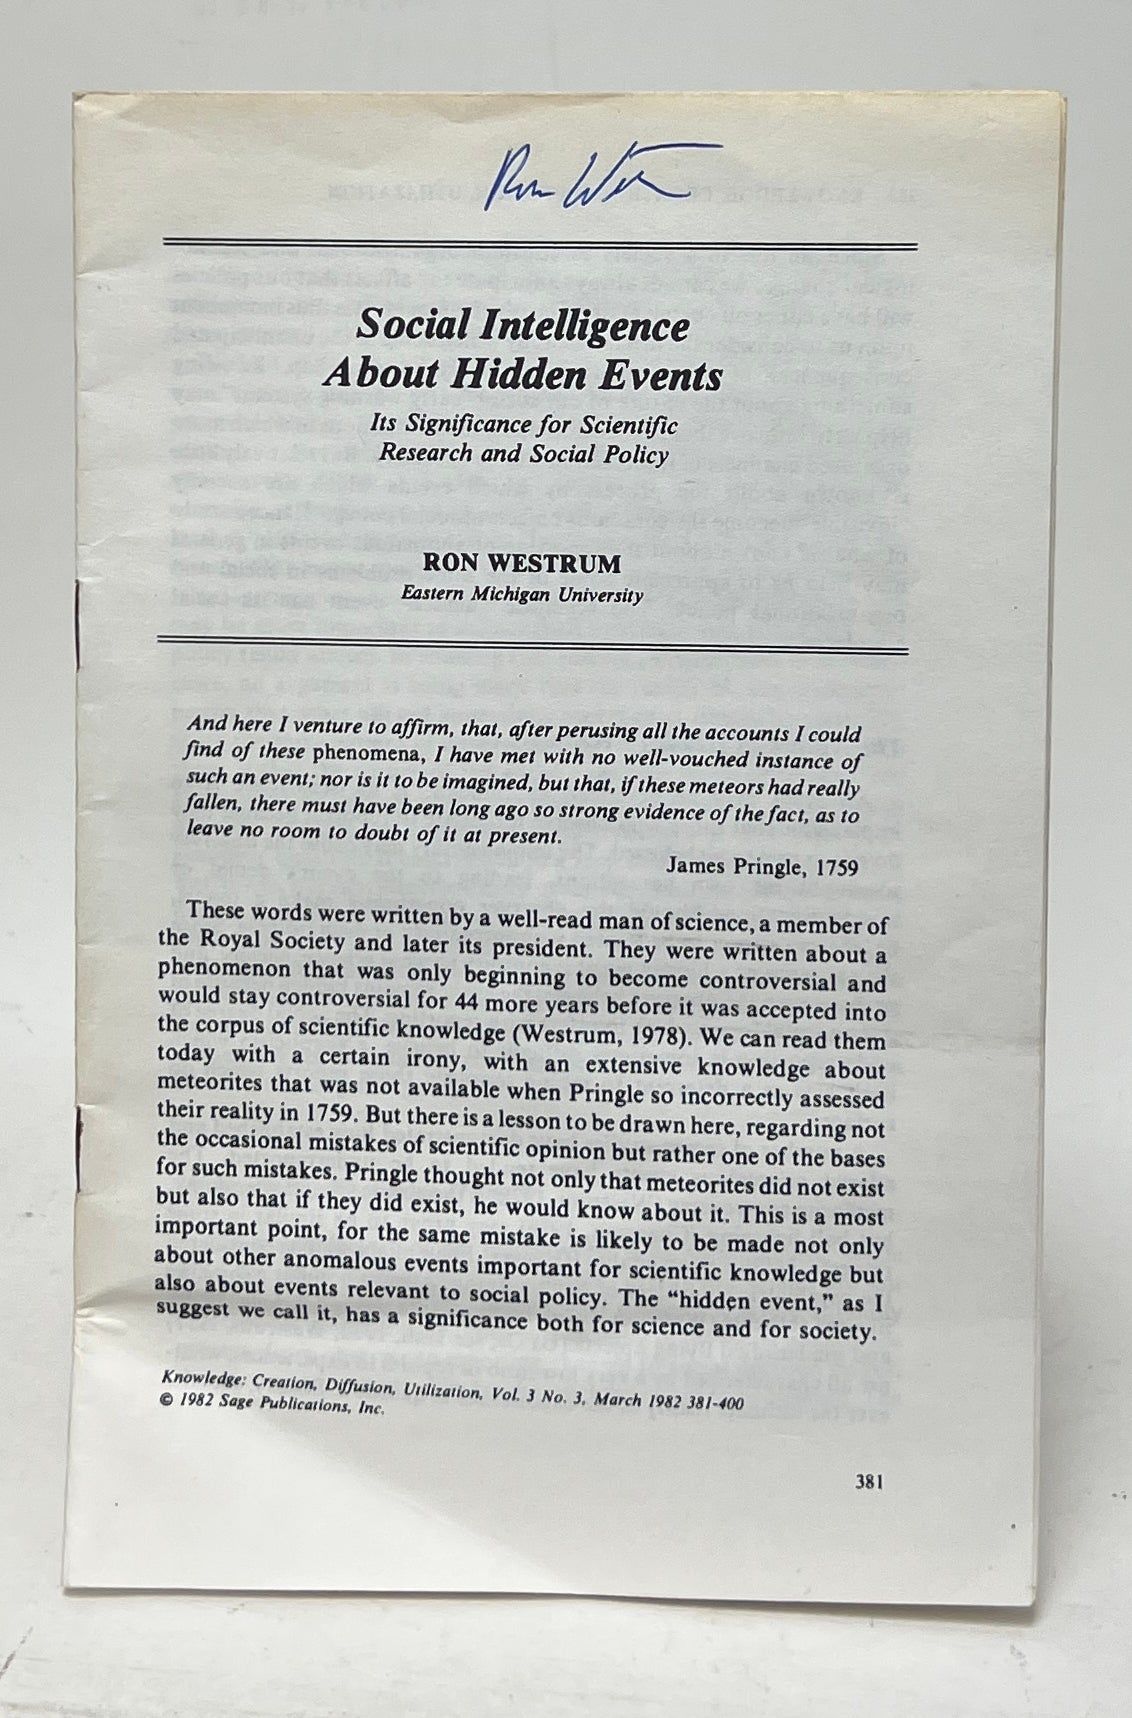 Ron West
Social Intelligence
About Hidden Events
Its Significance for Scientific
Research and Social Policy
RON WESTRUM
Eastern Michigan University
And here I venture to affirm, that, after perusing all the accounts I could
find of these phenomena, I have met with no well-vouched instance of
such an event; nor is it to be imagined, but that, if these meteors had really
fallen, there must have been long ago so strong evidence of the fact, as to
leave no room to doubt of it at present.
James Pringle, 1759
These words were written by a well-read man of science, a member of
the Royal Society and later its president. They were written about a
phenomenon that was only beginning to become controversial and
would stay controversial for 44 more years before it was accepted into
the corpus of scientific knowledge (Westrum, 1978). We can read them
today with a certain irony, with an extensive knowledge about
meteorites that was not available when Pringle so incorrectly assessed
their reality in 1759. But there is a lesson to be drawn here, regarding not
the occasional mistakes of scientific opinion but rather one of the bases
for such mistakes. Pringle thought not only that meteorites did not exist
but also that if they did exist, he would know about it. This is a most
important point, for the same mistake is likely to be made not only
about other anomalous events important for scientific knowledge but
also about events relevant to social policy. The "hidden event," as I
suggest we call it, has a significance both for science and for society.
Knowledge: Creation, Diffusion, Utilization, Vol. 3 No. 3, March 1982 381-400
© 1982 Sage Publications, Inc.
381